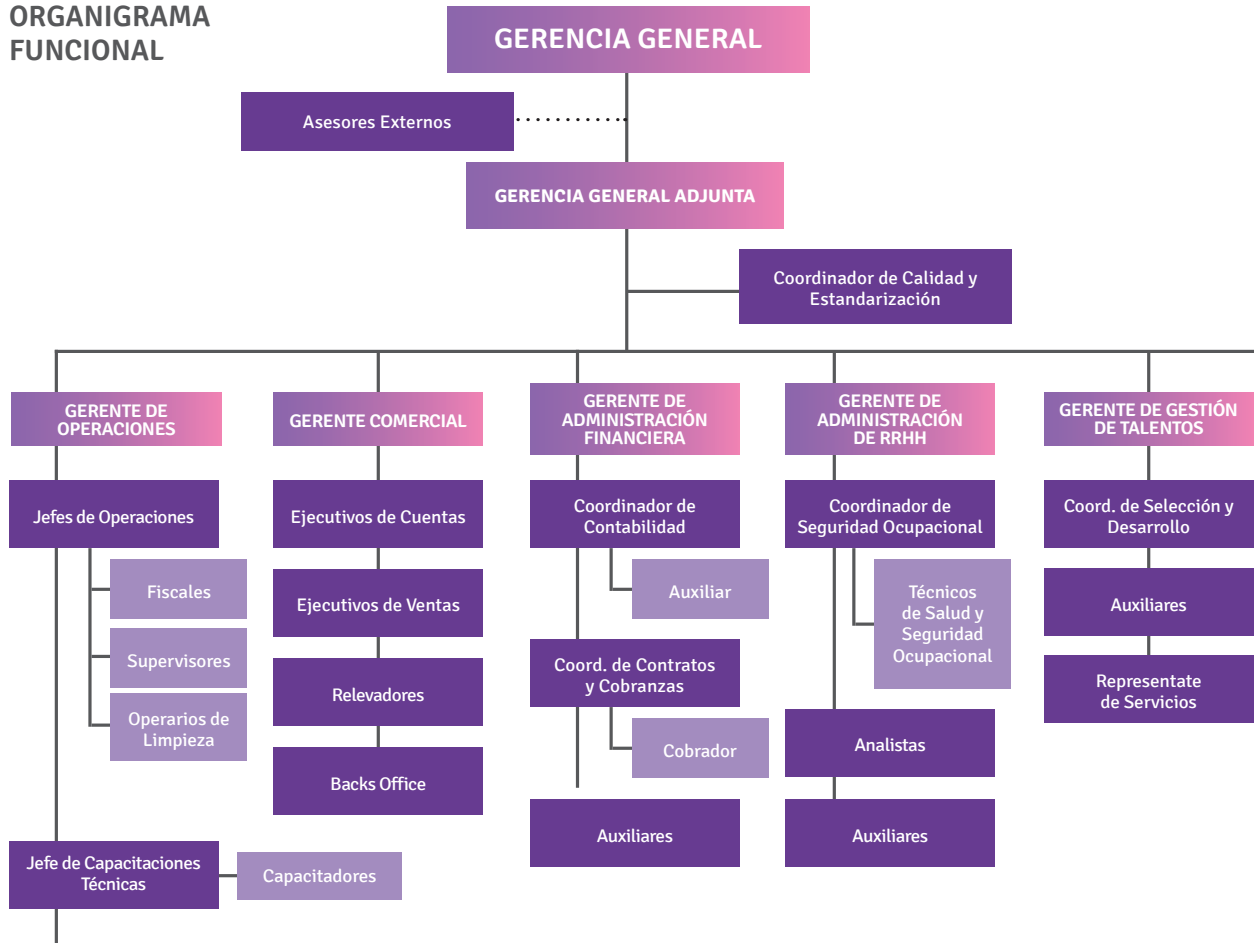 ORGANIGRAMA
FUNCIONAL
GERENCIA GENERAL
Asesores Externos
GERENCIA GENERAL ADJUNTA
Coordinador de Calidad y
Estandarización
GERENTE DE
OPERACIONES
Jefes de Operaciones
Fiscales
Supervisores
Operarios de
Limpieza
Jefe de Capacitaciones
Técnicas
Capacitadores
GERENTE COMERCIAL
Ejecutivos de Cuentas
Ejecutivos de Ventas
Relevadores
Backs Office
GERENTE DE
ADMINISTRACIÓN
FINANCIERA
Coordinador de
Contabilidad
Auxiliar
Coord. de Contratos
y Cobranzas
Cobrador
Auxiliares
GERENTE DE
ADMINISTRACIÓN
DE RRHH
Coordinador de
Seguridad Ocupacional
Técnicos
de Salud y
Seguridad
Ocupacional
Analistas
Auxiliares
GERENTE DE GESTIÓN
DE TALENTOS
Coord. de Selección y
Desarrollo
Auxiliares
Representate
de Servicios